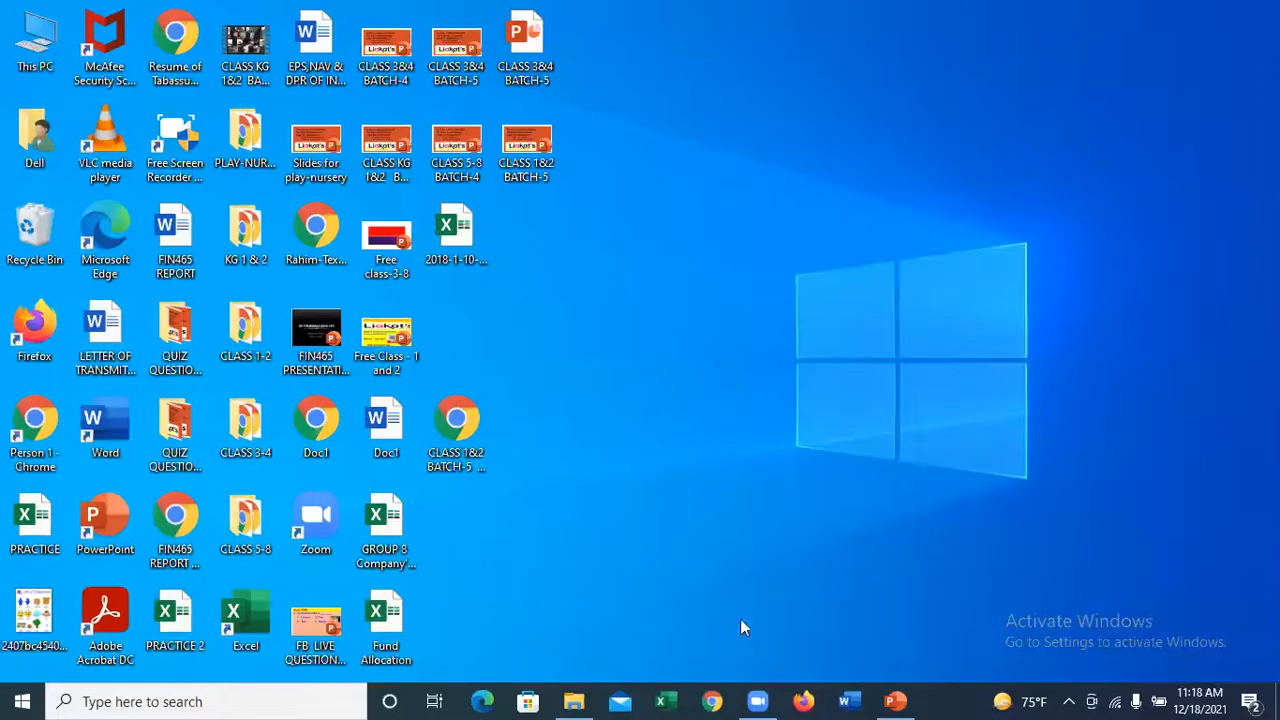 This PC
McAfee
Security Sc...
Resume of
Tabassu...
CLASS KG
1&2 BA...
EPS,NAV &
DPR OF IN...
CLASS 3&4
BATCH-4
CLASS 3&4
BATCH-5
CLASS 3&4
BATCH-5
Dell
VLC media
player
Free Screen
Recorder ...
PLAY-NUR...
Slides for
play-nursery
CLASS KG
1&2 B...
CLASS 5-8
BATCH-4
CLASS 1&2
BATCH-5
Recycle Bin
Microsoft
Edge
FIN465
REPORT
KG 1 & 2
Rahim-Tex...
Free
class-3-8
2018-1-10-...
Firefox
LETTER OF
TRANSMIT...
QUIZ
QUESTIO...
CLASS 1-2
FIN465
PRESENTATI...
Liakat's
Free Class - 1
and 2
Person 1 -
Chrome
Word
QUIZ
QUESTIO...
CLASS 3-4
Doc1
Doc1
CLASS 1&2
BATCH-5 ...
PRACTICE
PowerPoint
FIN465
REPORT ...
CLASS 5-8
Zoom
GROUP 8
Company'...
2407bc4540...
Adobe
Acrobat DC
PRACTICE 2
Excel
FB LIVE
QUESTION...
Fund
Allocation
Activate Windows
Go to Settings to activate Windows.
Type here to search
75°F
11:18 AM
12/18/2021
2